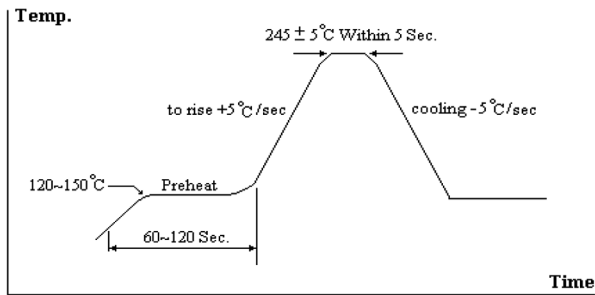 Temp.
245 ± 5°C Within 5 Sec.
to rise +5°C/sec
cooling -5°C/sec
120~150°C
Preheat
60~120 Sec.
Time